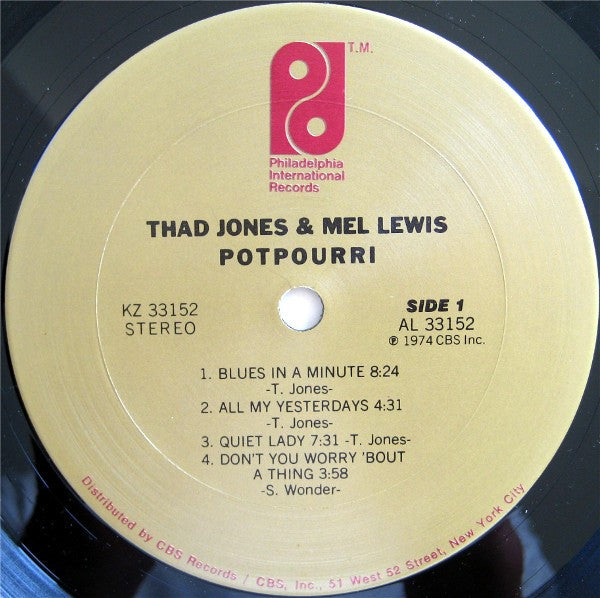 T.M.
Philadelphia
International
Records
THAD JONES & MEL LEWIS
POTPOURRI
KZ 33152
STEREO
SIDE 1
AL 33152
℗ 1974 CBS Inc.
1. BLUES IN A MINUTE 8:24
-T. Jones-
2. ALL MY YESTERDAYS 4:31
-T. Jones-
3. QUIET LADY 7:31 -T. Jones-
4. DON'T YOU WORRY 'BOUT
A THING 3:58
-S. Wonder-
Distributed by CBS Records / CBS, Inc., 51 West 52 Street, New York City